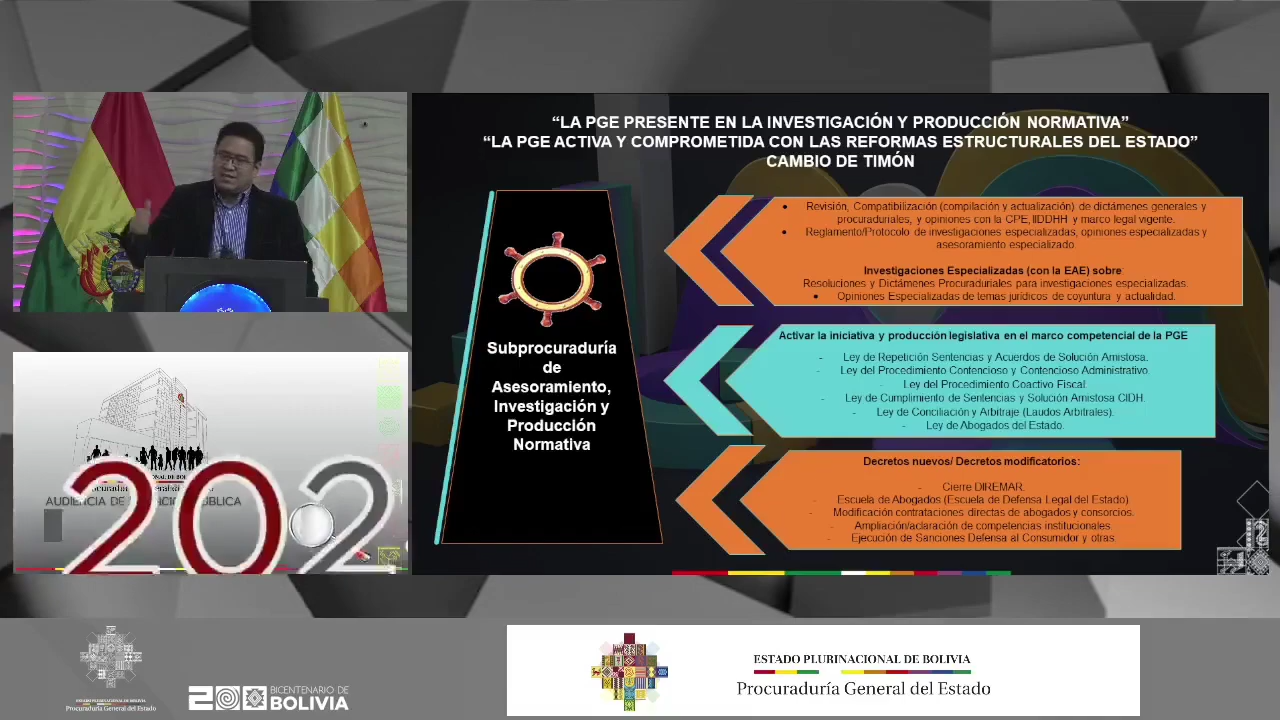 “LA PGE PRESENTE EN LA INVESTIGACIÓN Y PRODUCCIÓN NORMATIVA”
“LA PGE ACTIVA Y COMPROMETIDA CON LAS REFORMAS ESTRUCTURALES DEL ESTADO”
CAMBIO DE TIMÓN
Subprocuraduría
de
Asesoramiento,
Investigación y
Producción
Normativa
• Revisión, Compatibilización (compilación y actualización) de dictámenes generales y
procuraduriales, y opiniones con la CPE, IIDDHH y marco legal vigente.
• Reglamento/Protocolo de investigaciones especializadas, opiniones especializadas y
asesoramiento especializado.
Investigaciones Especializadas (con la EAE) sobre:
Resoluciones y Dictámenes Procuraduriales para investigaciones especializadas.
• Opiniones Especializadas de temas jurídicos de coyuntura y actualidad.
Activar la iniciativa y producción legislativa en el marco competencial de la PGE
- Ley de Repetición Sentencias y Acuerdos de Solución Amistosa.
- Ley del Procedimiento Contencioso y Contencioso Administrativo.
- Ley del Procedimiento Coactivo Fiscal.
- Ley de Cumplimiento de Sentencias y Solución Amistosa CIDH.
- Ley de Conciliación y Arbitraje (Laudos Arbitrales).
- Ley de Abogados del Estado.
Decretos nuevos/ Decretos modificatorios:
- Cierre DIREMAR.
- Escuela de Abogados (Escuela de Defensa Legal del Estado).
- Modificación contrataciones directas de abogados y consorcios.
- Ampliación/aclaración de competencias institucionales.
- Ejecución de Sanciones Defensa al Consumidor y otras.
AUDIENCIA DE
202
Procuraduría General del Estado
200 BICENTENARIO DE
BOLIVIA
ESTADO PLURINACIONAL DE BOLIVIA
Procuraduría General del Estado